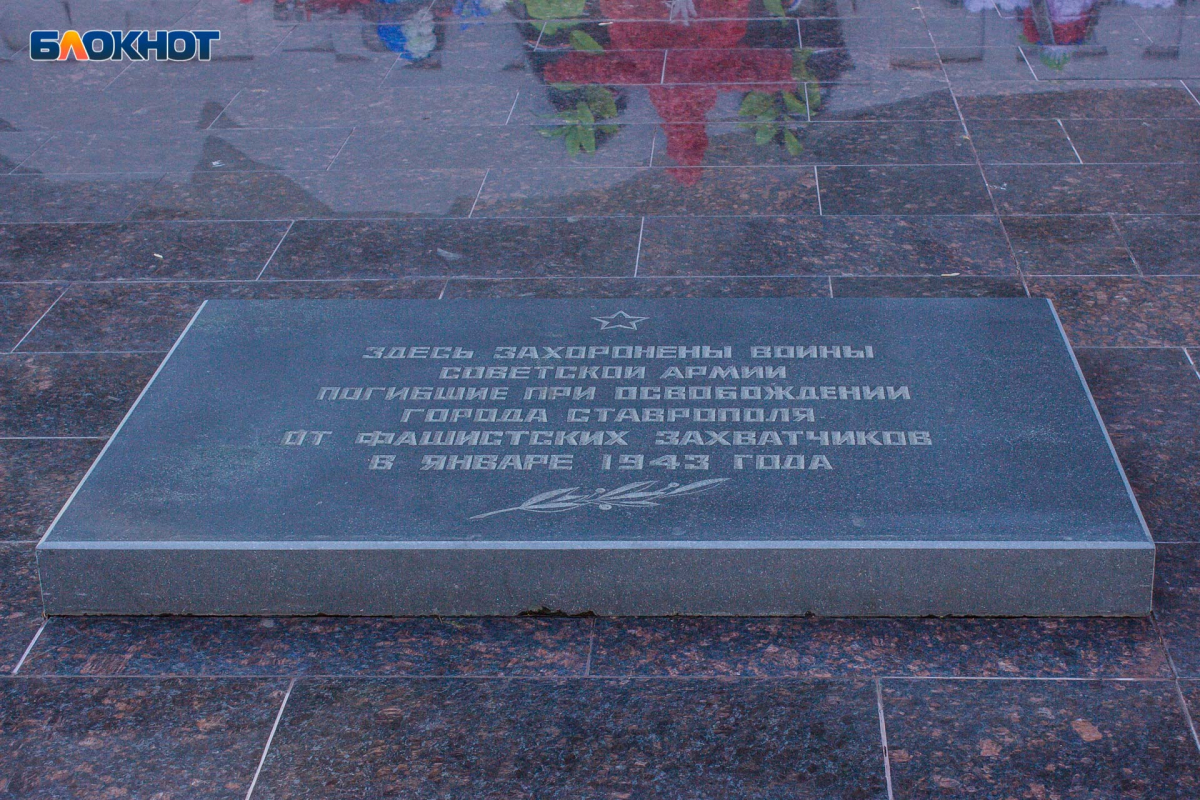 БЛОКНОТ
ЗДЕСЬ ЗАХОРОНЕНЫ ВОИНЫ
СОВЕТСКОЙ АРМИИ
ПОГИБШИЕ ПРИ ОСВОБОЖДЕНИИ
ГОРОДА СТАВРОПОЛЯ
ОТ ФАШИСТСКИХ ЗАХВАТЧИКОВ
В ЯНВАРЕ 1943 ГОДА